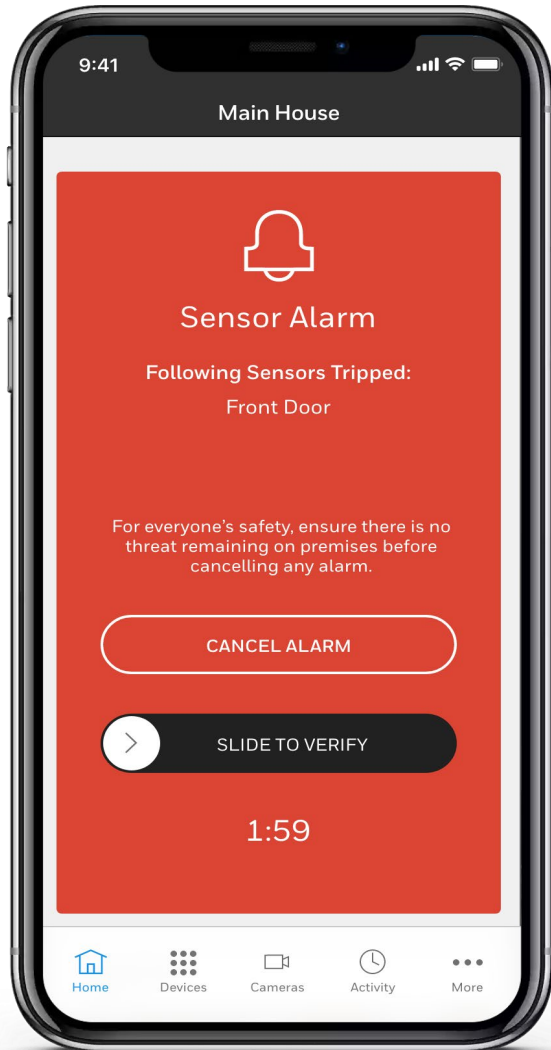 9:41
Main House
Sensor Alarm
Following Sensors Tripped:
Front Door
For everyone's safety, ensure there is no
threat remaining on premises before
cancelling any alarm.
CANCEL ALARM
SLIDE TO VERIFY
1:59
Home Devices Cameras Activity More